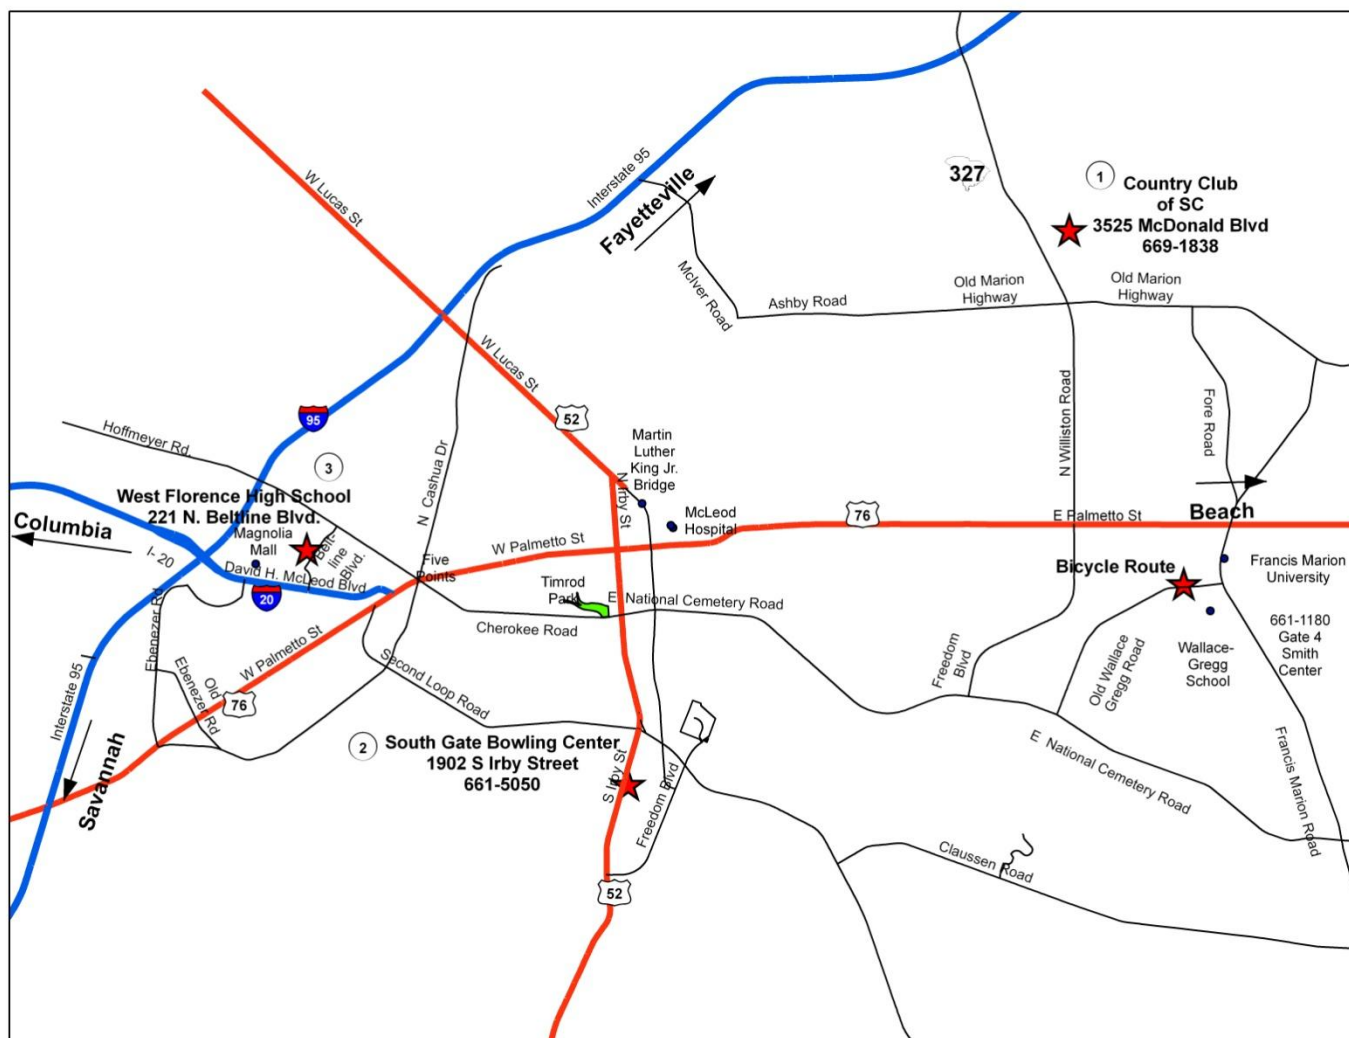 W Lucas St
Interstate 95
Fayetteville
327
1
Country Club
of SC
3525 McDonald Blvd
669-1838
McIver Road
Ashby Road
Old Marion
Highway
Old Marion
Highway
W Lucas St
52
N Williston Road
Fore Road
95
Hoffmeyer Rd.
3
N Cashua Dr
Martin
Luther
King Jr.
Bridge
N Irby St
West Florence High School
221 N. Beltline Blvd.
Columbia
Magnolia
Mall
I- 20
Belt-
line
Blvd.
David H. McLeod Blvd
20
Five
Points
W Palmetto St
McLeod
Hospital
76
E Palmetto St
Beach
Bicycle Route
Francis Marion
University
661-1180
Gate 4
Smith
Center
Wallace-
Gregg
School
Timrod
Park
E National Cemetery Road
Cherokee Road
Ebenezer Rd
Old
Ebenezer Rd
W Palmetto St
76
Second Loop Road
Interstate 95
Savannah
2
South Gate Bowling Center
1902 S Irby Street
661-5050
S Irby St
Freedom Blvd
52
Freedom
Blvd
Old Wallace
Gregg Road
E National Cemetery Road
Francis Marion Road
Claussen Road